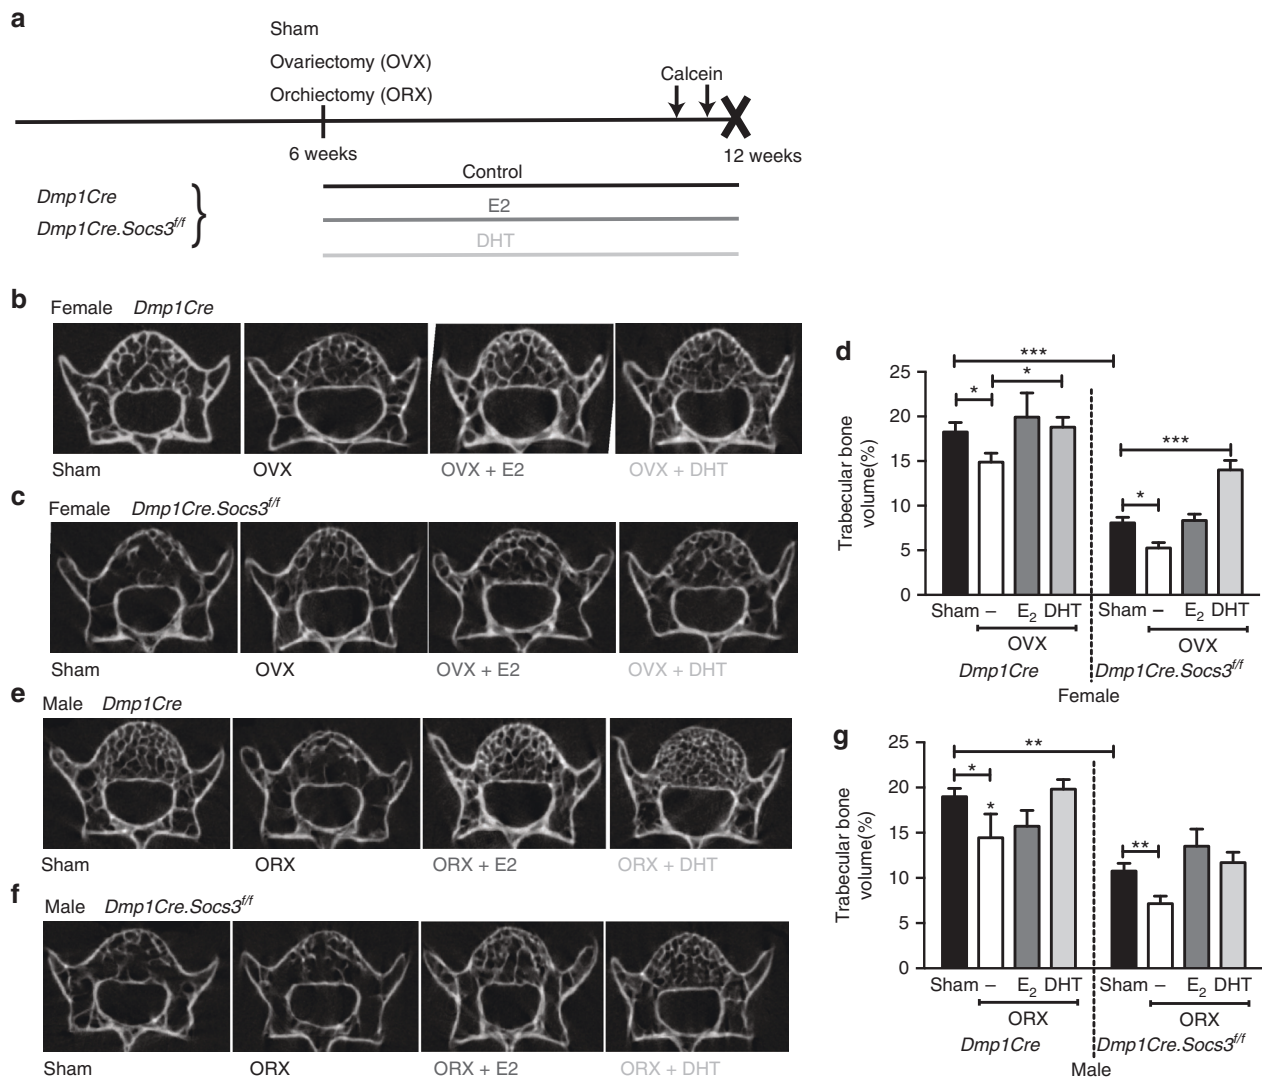 a
Sham
Ovariectomy (OVX)
Orchiectomy (ORX)
Calcein
6 weeks
12 weeks
Control
Dmp1Cre
E2
Dmp1Cre.Socs3f/f
DHT
b
Female Dmp1Cre
Sham OVX OVX + E2 OVX + DHT
c
Female Dmp1Cre.Socs3f/f
Sham OVX OVX + E2 OVX + DHT
d
***
*
*
***
*
Trabecular bone
volume(%)
25
20
15
10
5
0
Sham – E2 DHT Sham – E2 DHT
OVX OVX
Dmp1Cre Dmp1Cre.Socs3f/f
Female
e
Male Dmp1Cre
Sham ORX ORX + E2 ORX + DHT
f
Male Dmp1Cre.Socs3f/f
Sham ORX ORX + E2 ORX + DHT
g
**
*
*
**
Trabecular bone
volume(%)
25
20
15
10
5
0
Sham – E2 DHT Sham – E2 DHT
ORX ORX
Dmp1Cre Dmp1Cre.Socs3f/f
Male